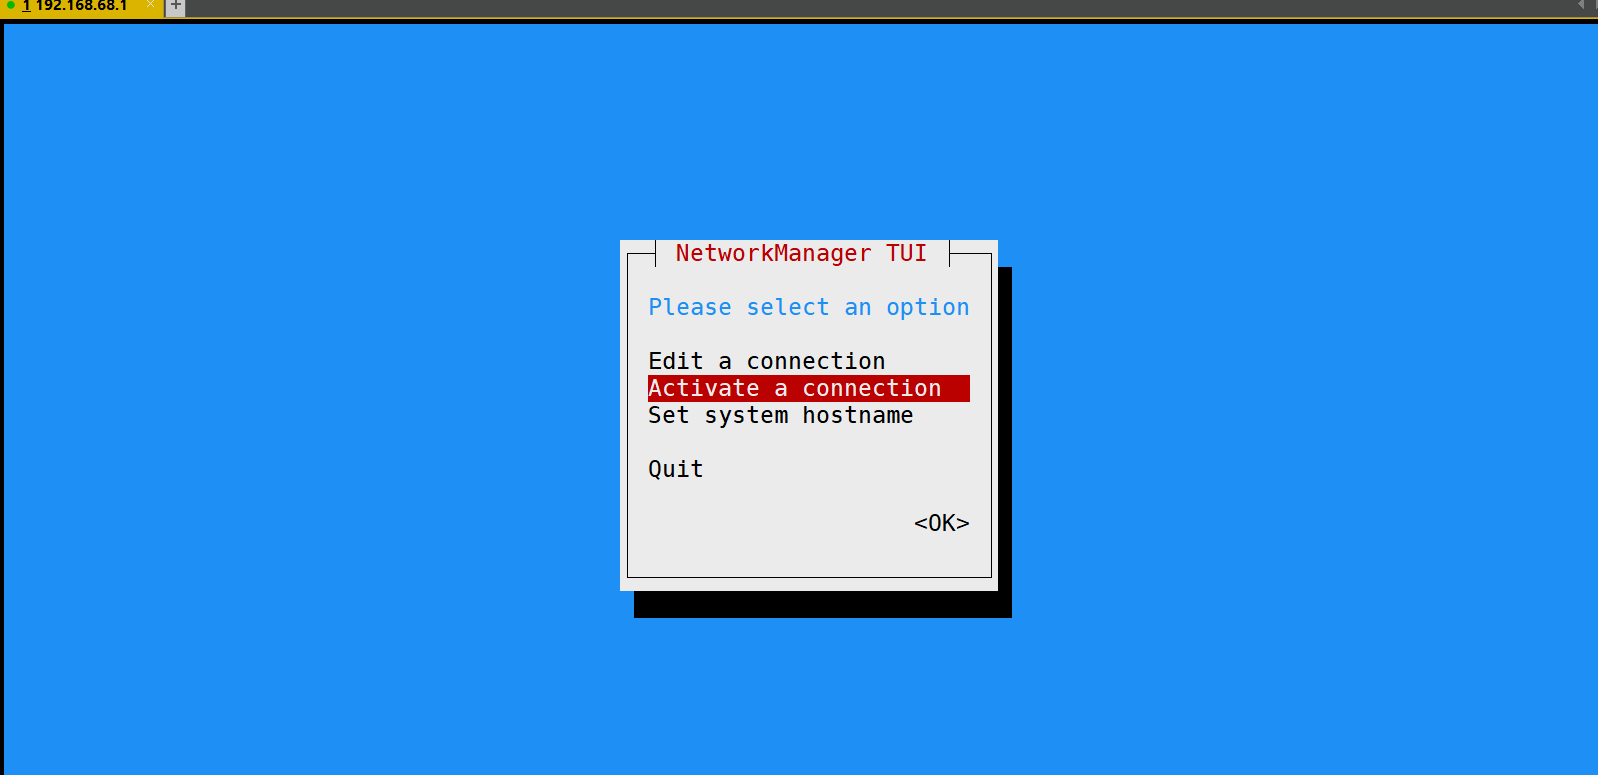 1 192.168.68.1 × +
NetworkManager TUI
Please select an option
Edit a connection
Activate a connection
Set system hostname
Quit
<OK>